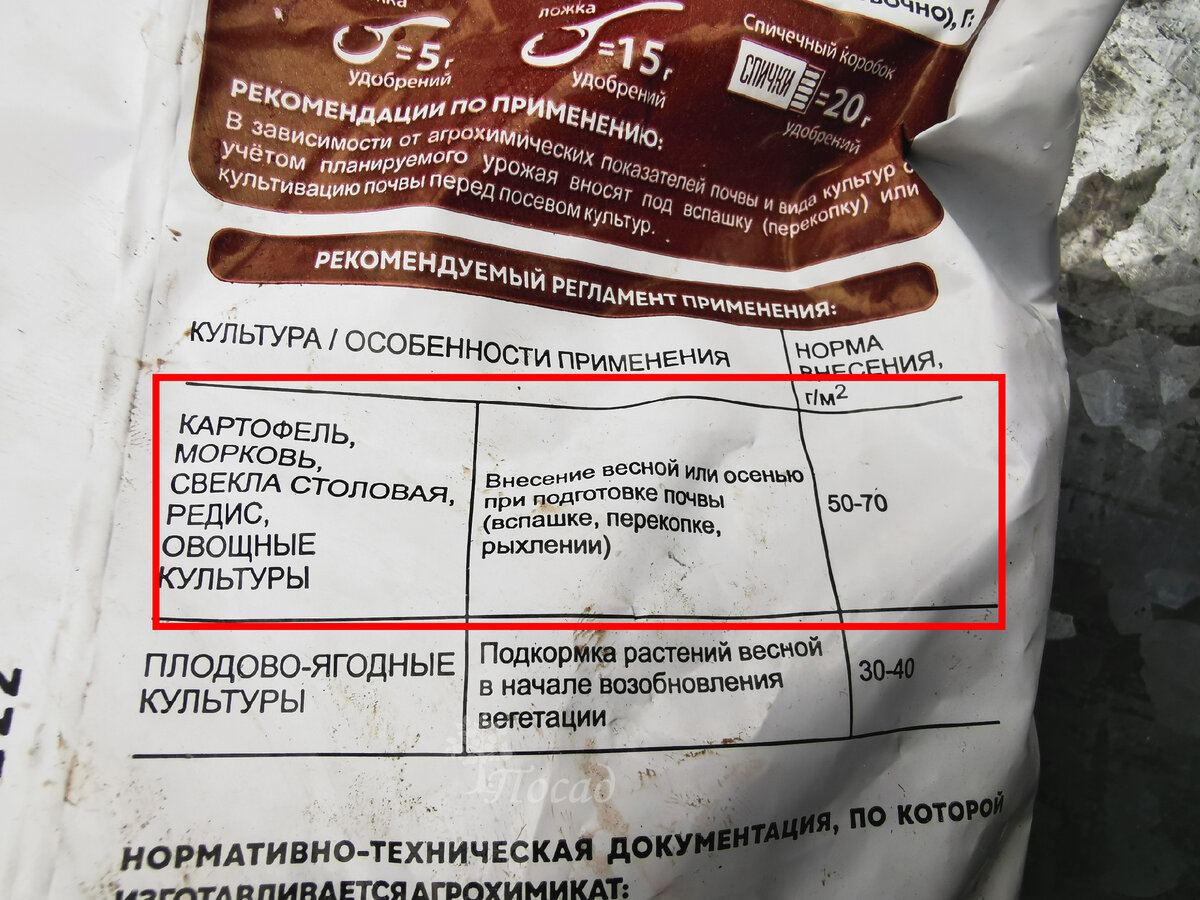 ложка
=5 г
удобрений
=15 г
удобрений
Спичечный коробок
СПИЧКИ
=20 г
удобрений
РЕКОМЕНДАЦИИ ПО ПРИМЕНЕНИЮ:
В зависимости от агрохимических показателей почвы и вида культур с
учётом планируемого урожая вносят под вспашку (перекопку) или
культивацию почвы перед посевом культур.
РЕКОМЕНДУЕМЫЙ РЕГЛАМЕНТ ПРИМЕНЕНИЯ:
КУЛЬТУРА / ОСОБЕННОСТИ ПРИМЕНЕНИЯ
НОРМА
ВНЕСЕНИЯ,
г/м²
КАРТОФЕЛЬ,
МОРКОВЬ,
СВЕКЛА СТОЛОВАЯ,
РЕДИС,
ОВОЩНЫЕ
КУЛЬТУРЫ
Внесение весной или осенью
при подготовке почвы
(вспашке, перекопке,
рыхлении)
50-70
ПЛОДОВО-ЯГОДНЫЕ
КУЛЬТУРЫ
Подкормка растений весной
в начале возобновления
вегетации
30-40
Посад
НОРМАТИВНО-ТЕХНИЧЕСКАЯ ДОКУМЕНТАЦИЯ, ПО КОТОРОЙ
ИЗГОТАВЛИВАЕТСЯ АГРОХИМИКАТ: